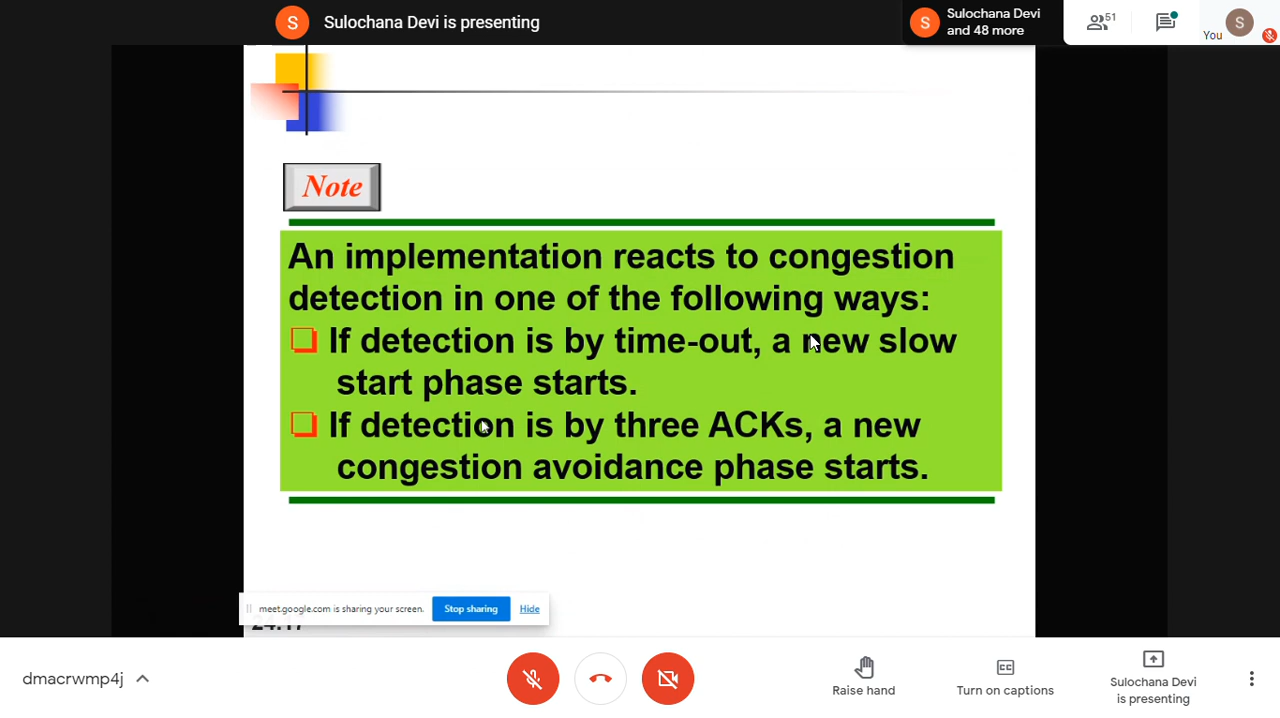 S
Sulochana Devi is presenting
S
Sulochana Devi
and 48 more
51
You
S
Note
An implementation reacts to congestion
detection in one of the following ways:
If detection is by time-out, a new slow
start phase starts.
If detection is by three ACKs, a new
congestion avoidance phase starts.
meet.google.com is sharing your screen.
Stop sharing
Hide
24.17
dmacrwmp4j
Raise hand
Turn on captions
Sulochana Devi
is presenting